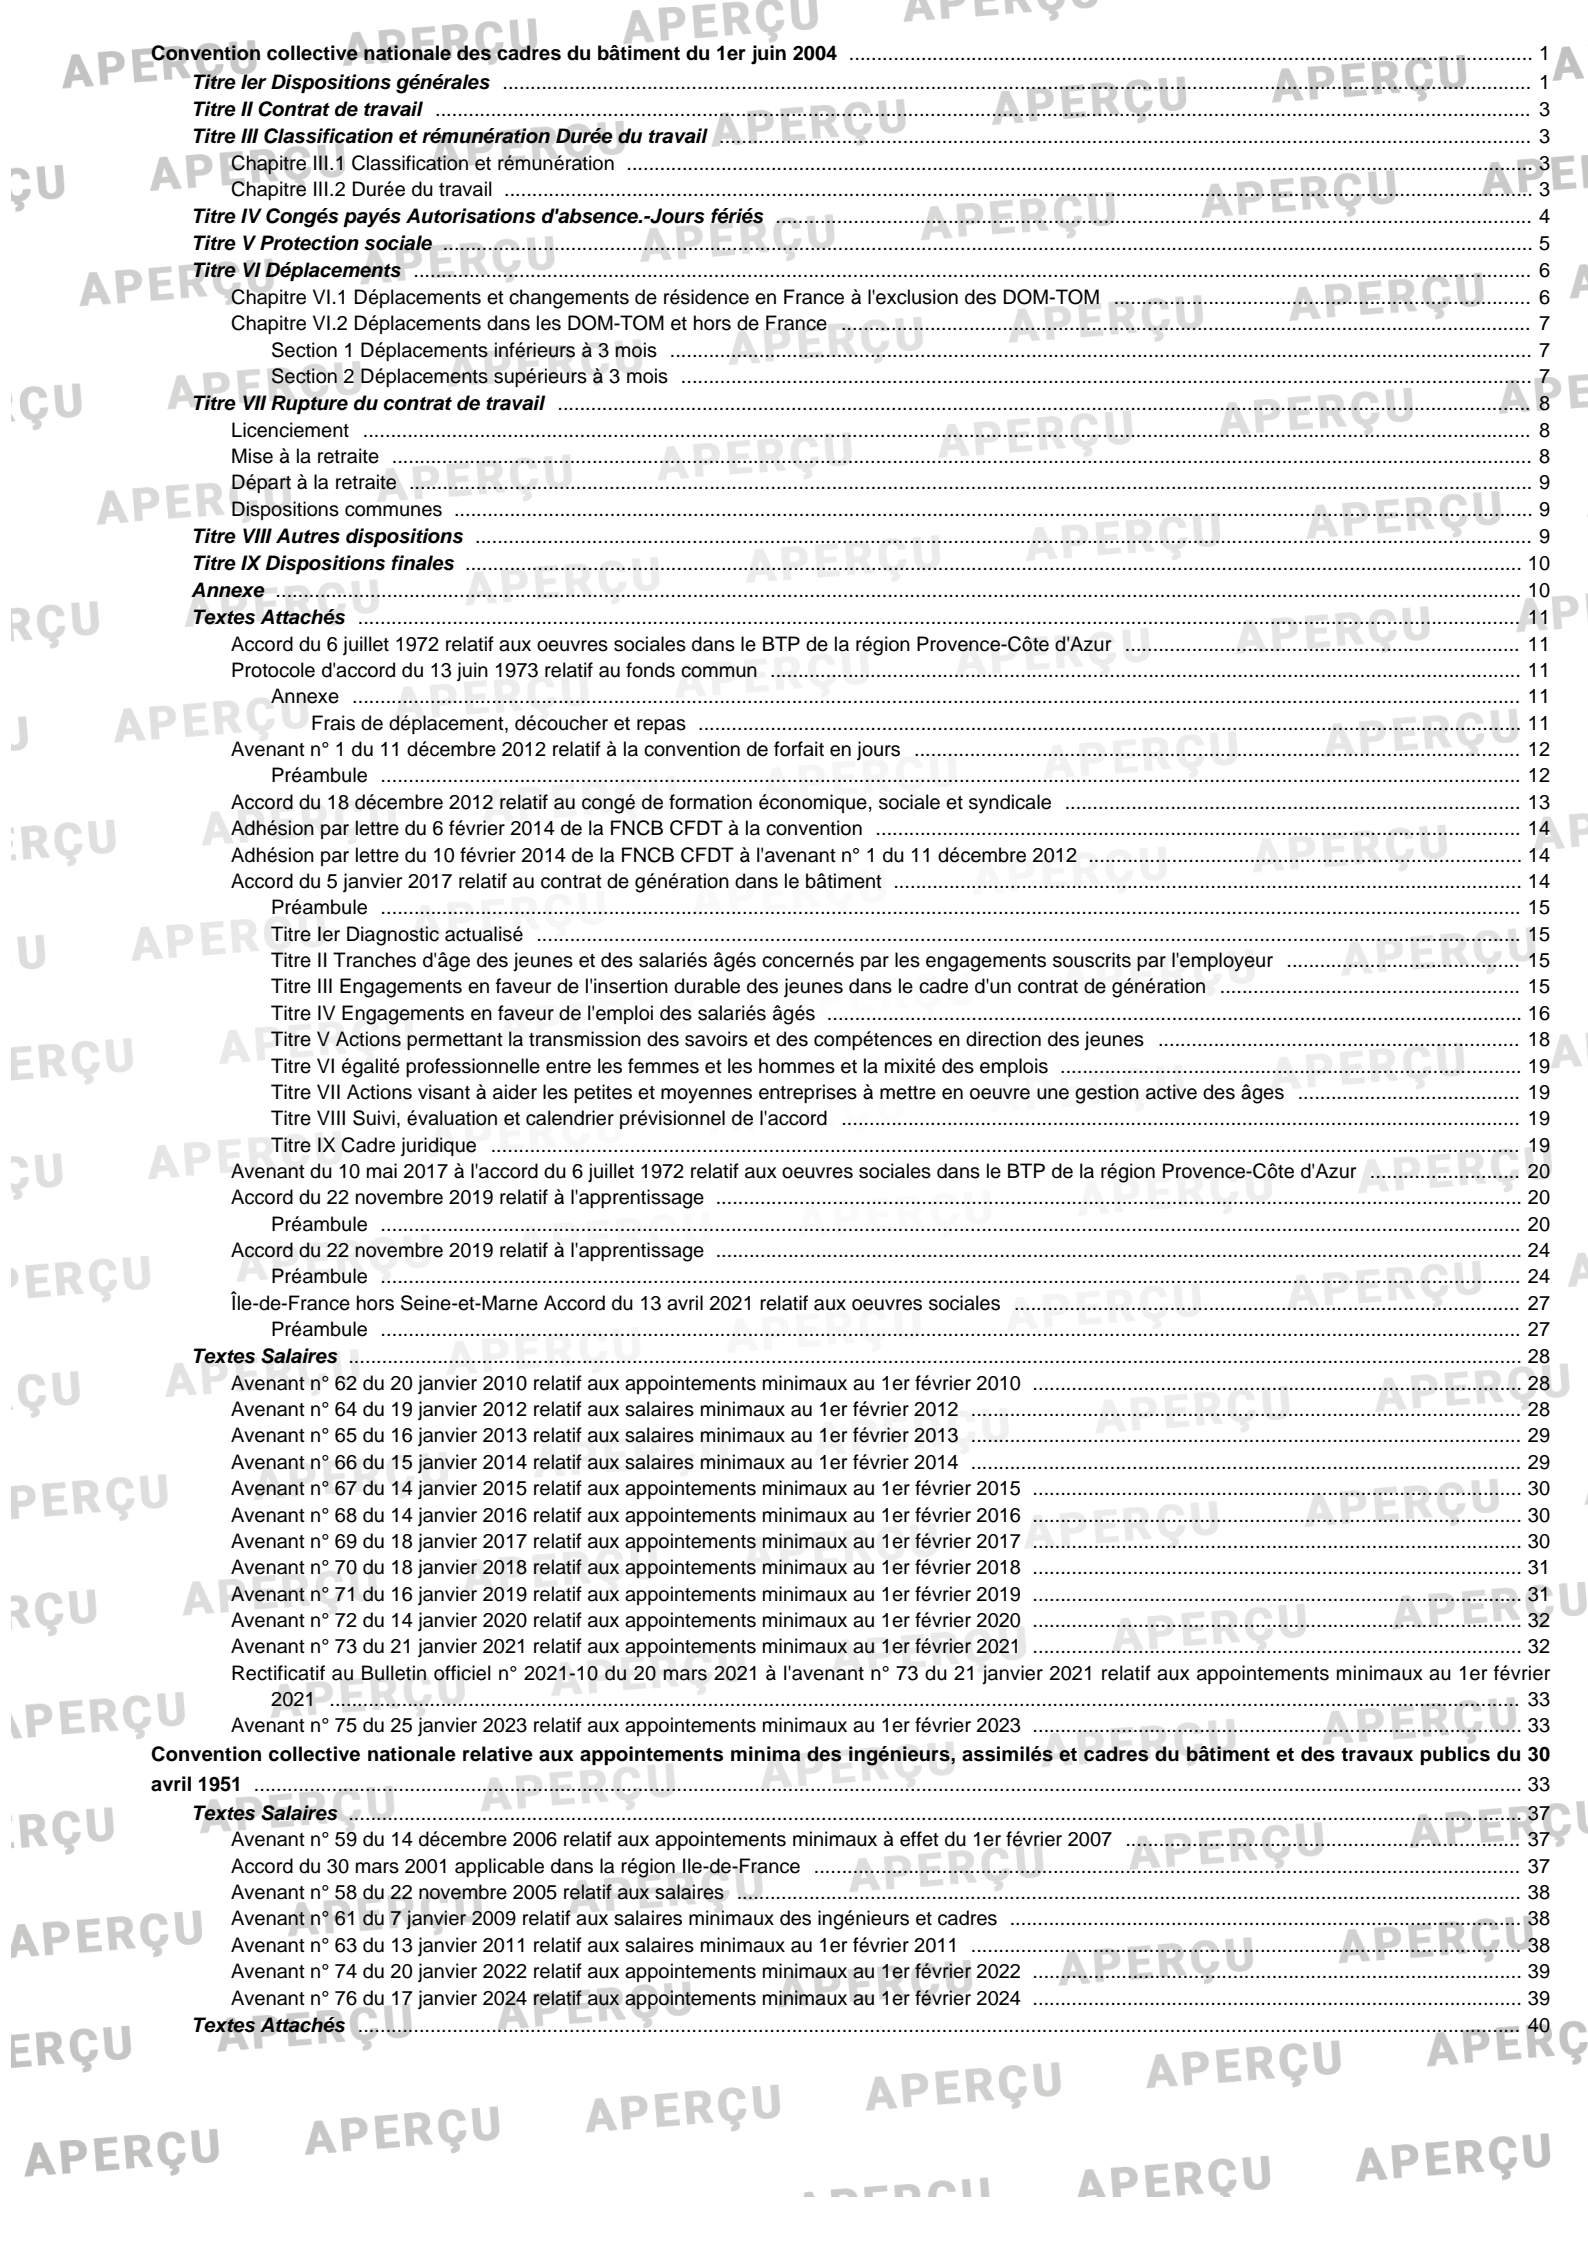 Convention collective nationale des cadres du bâtiment du 1er juin 2004 1
Titre Ier Dispositions générales 1
Titre II Contrat de travail 3
Titre III Classification et rémunération Durée du travail 3
Chapitre III.1 Classification et rémunération 3
Chapitre III.2 Durée du travail 3
Titre IV Congés payés Autorisations d'absence.-Jours fériés 4
Titre V Protection sociale 5
Titre VI Déplacements 6
Chapitre VI.1 Déplacements et changements de résidence en France à l'exclusion des DOM-TOM 6
Chapitre VI.2 Déplacements dans les DOM-TOM et hors de France 7
Section 1 Déplacements inférieurs à 3 mois 7
Section 2 Déplacements supérieurs à 3 mois 7
Titre VII Rupture du contrat de travail 8
Licenciement 8
Mise à la retraite 8
Départ à la retraite 9
Dispositions communes 9
Titre VIII Autres dispositions 9
Titre IX Dispositions finales 10
Annexe 10
Textes Attachés 11
Accord du 6 juillet 1972 relatif aux oeuvres sociales dans le BTP de la région Provence-Côte d'Azur 11
Protocole d'accord du 13 juin 1973 relatif au fonds commun 11
Annexe 11
Frais de déplacement, découcher et repas 11
Avenant n° 1 du 11 décembre 2012 relatif à la convention de forfait en jours 12
Préambule 12
Accord du 18 décembre 2012 relatif au congé de formation économique, sociale et syndicale 13
Adhésion par lettre du 6 février 2014 de la FNCB CFDT à la convention 14
Adhésion par lettre du 10 février 2014 de la FNCB CFDT à l'avenant n° 1 du 11 décembre 2012 14
Accord du 5 janvier 2017 relatif au contrat de génération dans le bâtiment 14
Préambule 15
Titre Ier Diagnostic actualisé 15
Titre II Tranches d'âge des jeunes et des salariés âgés concernés par les engagements souscrits par l'employeur 15
Titre III Engagements en faveur de l'insertion durable des jeunes dans le cadre d'un contrat de génération 15
Titre IV Engagements en faveur de l'emploi des salariés âgés 16
Titre V Actions permettant la transmission des savoirs et des compétences en direction des jeunes 18
Titre VI égalité professionnelle entre les femmes et les hommes et la mixité des emplois 19
Titre VII Actions visant à aider les petites et moyennes entreprises à mettre en oeuvre une gestion active des âges 19
Titre VIII Suivi, évaluation et calendrier prévisionnel de l'accord 19
Titre IX Cadre juridique 19
Avenant du 10 mai 2017 à l'accord du 6 juillet 1972 relatif aux oeuvres sociales dans le BTP de la région Provence-Côte d'Azur 20
Accord du 22 novembre 2019 relatif à l'apprentissage 20
Préambule 20
Accord du 22 novembre 2019 relatif à l'apprentissage 24
Préambule 24
Île-de-France hors Seine-et-Marne Accord du 13 avril 2021 relatif aux oeuvres sociales 27
Préambule 27
Textes Salaires 28
Avenant n° 62 du 20 janvier 2010 relatif aux appointements minimaux au 1er février 2010 28
Avenant n° 64 du 19 janvier 2012 relatif aux salaires minimaux au 1er février 2012 28
Avenant n° 65 du 16 janvier 2013 relatif aux salaires minimaux au 1er février 2013 29
Avenant n° 66 du 15 janvier 2014 relatif aux salaires minimaux au 1er février 2014 29
Avenant n° 67 du 14 janvier 2015 relatif aux appointements minimaux au 1er février 2015 30
Avenant n° 68 du 14 janvier 2016 relatif aux appointements minimaux au 1er février 2016 30
Avenant n° 69 du 18 janvier 2017 relatif aux appointements minimaux au 1er février 2017 30
Avenant n° 70 du 18 janvier 2018 relatif aux appointements minimaux au 1er février 2018 31
Avenant n° 71 du 16 janvier 2019 relatif aux appointements minimaux au 1er février 2019 31
Avenant n° 72 du 14 janvier 2020 relatif aux appointements minimaux au 1er février 2020 32
Avenant n° 73 du 21 janvier 2021 relatif aux appointements minimaux au 1er février 2021 32
Rectificatif au Bulletin officiel n° 2021-10 du 20 mars 2021 à l'avenant n° 73 du 21 janvier 2021 relatif aux appointements minimaux au 1er février
2021 33
Avenant n° 75 du 25 janvier 2023 relatif aux appointements minimaux au 1er février 2023 33
Convention collective nationale relative aux appointements minima des ingénieurs, assimilés et cadres du bâtiment et des travaux publics du 30
avril 1951 33
Textes Salaires 37
Avenant n° 59 du 14 décembre 2006 relatif aux appointements minimaux à effet du 1er février 2007 37
Accord du 30 mars 2001 applicable dans la région Ile-de-France 37
Avenant n° 58 du 22 novembre 2005 relatif aux salaires 38
Avenant n° 61 du 7 janvier 2009 relatif aux salaires minimaux des ingénieurs et cadres 38
Avenant n° 63 du 13 janvier 2011 relatif aux salaires minimaux au 1er février 2011 38
Avenant n° 74 du 20 janvier 2022 relatif aux appointements minimaux au 1er février 2022 39
Avenant n° 76 du 17 janvier 2024 relatif aux appointements minimaux au 1er février 2024 39
Textes Attachés 40
APERÇU